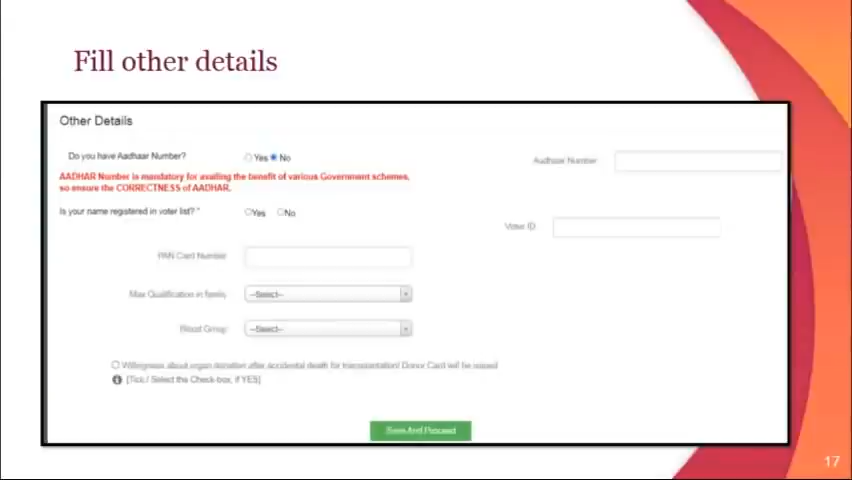 Fill other details
Other Details
Do you have Aadhaar Number? Yes No Aadhaar Number
AADHAR Number is mandatory for availing the benefit of various Government schemes,
so ensure the CORRECTNESS of AADHAR.
Is your name registered in voter list? * Yes No
Voter ID
PAN Card Number
Max Qualification in family --Select--
Blood Group --Select--
Willingness about organ donation after accidental death for transplantation! Donor Card will be issued
[Tick / Select the Check-box, if YES]
Save And Proceed
17